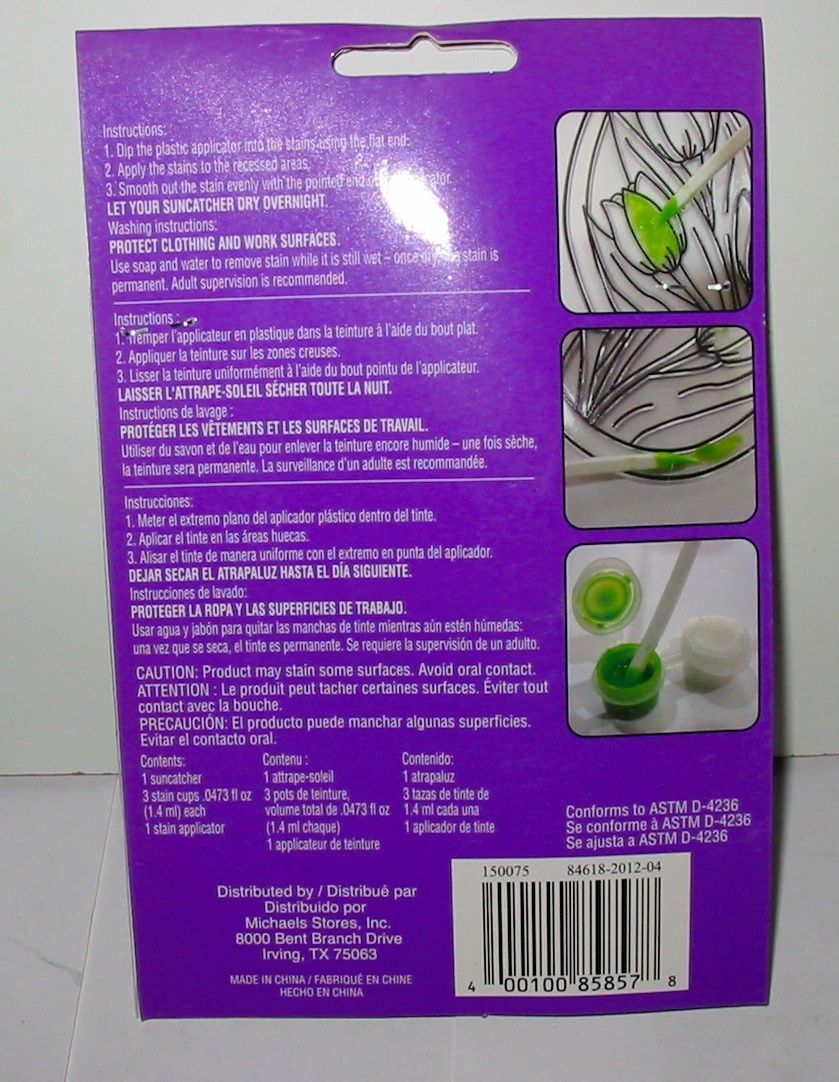 Instructions:
1. Dip the plastic applicator into the stains using the flat end.
2. Apply the stains to the recessed areas.
3. Smooth out the stain evenly with the pointed end
LET YOUR SUNCATCHER DRY OVERNIGHT.
Washing instructions:
PROTECT CLOTHING AND WORK SURFACES.
Use soap and water to remove stain while it is still wet – once stain is
permanent. Adult supervision is recommended.
Instructions :
1. Tremper l'applicateur en plastique dans la teinture à l'aide du bout plat.
2. Appliquer la teinture sur les zones creuses.
3. Lisser la teinture uniformément à l'aide du bout pointu de l'applicateur.
LAISSER L'ATTRAPE-SOLEIL SÉCHER TOUTE LA NUIT.
Instructions de lavage :
PROTÉGER LES VÊTEMENTS ET LES SURFACES DE TRAVAIL.
Utiliser du savon et de l'eau pour enlever la teinture encore humide – une fois sèche,
la teinture sera permanente. La surveillance d'un adulte est recommandée.
Instrucciones:
1. Meter el extremo plano del aplicador plástico dentro del tinte.
2. Aplicar el tinte en las áreas huecas.
3. Alisar el tinte de manera uniforme con el extremo en punta del aplicador.
DEJAR SECAR EL ATRAPALUZ HASTA EL DÍA SIGUIENTE.
Instrucciones de lavado:
PROTEGER LA ROPA Y LAS SUPERFICIES DE TRABAJO.
Usar agua y jabón para quitar las manchas de tinte mientras aún estén húmedas:
una vez que se seca, el tinte es permanente. Se requiere la supervisión de un adulto.
CAUTION: Product may stain some surfaces. Avoid oral contact.
ATTENTION : Le produit peut tacher certaines surfaces. Éviter tout
contact avec la bouche.
PRECAUCIÓN: El producto puede manchar algunas superficies.
Evitar el contacto oral.
Contents:
1 suncatcher
3 stain cups .0473 fl oz
(1.4 ml) each
1 stain applicator
Contenu :
1 attrape-soleil
3 pots de teinture,
volume total de .0473 fl oz
(1.4 ml chaque)
1 applicateur de teinture
Contenido:
1 atrapaluz
3 tazas de tinte de
1.4 ml cada una
1 aplicador de tinte
Conforms to ASTM D-4236
Se conforme à ASTM D-4236
Se ajusta a ASTM D-4236
Distributed by / Distribué par
Distribuido por
Michaels Stores, Inc.
8000 Bent Branch Drive
Irving, TX 75063
MADE IN CHINA / FABRIQUÉ EN CHINE
HECHO EN CHINA
150075 84618-2012-04
4 00100 85857 8